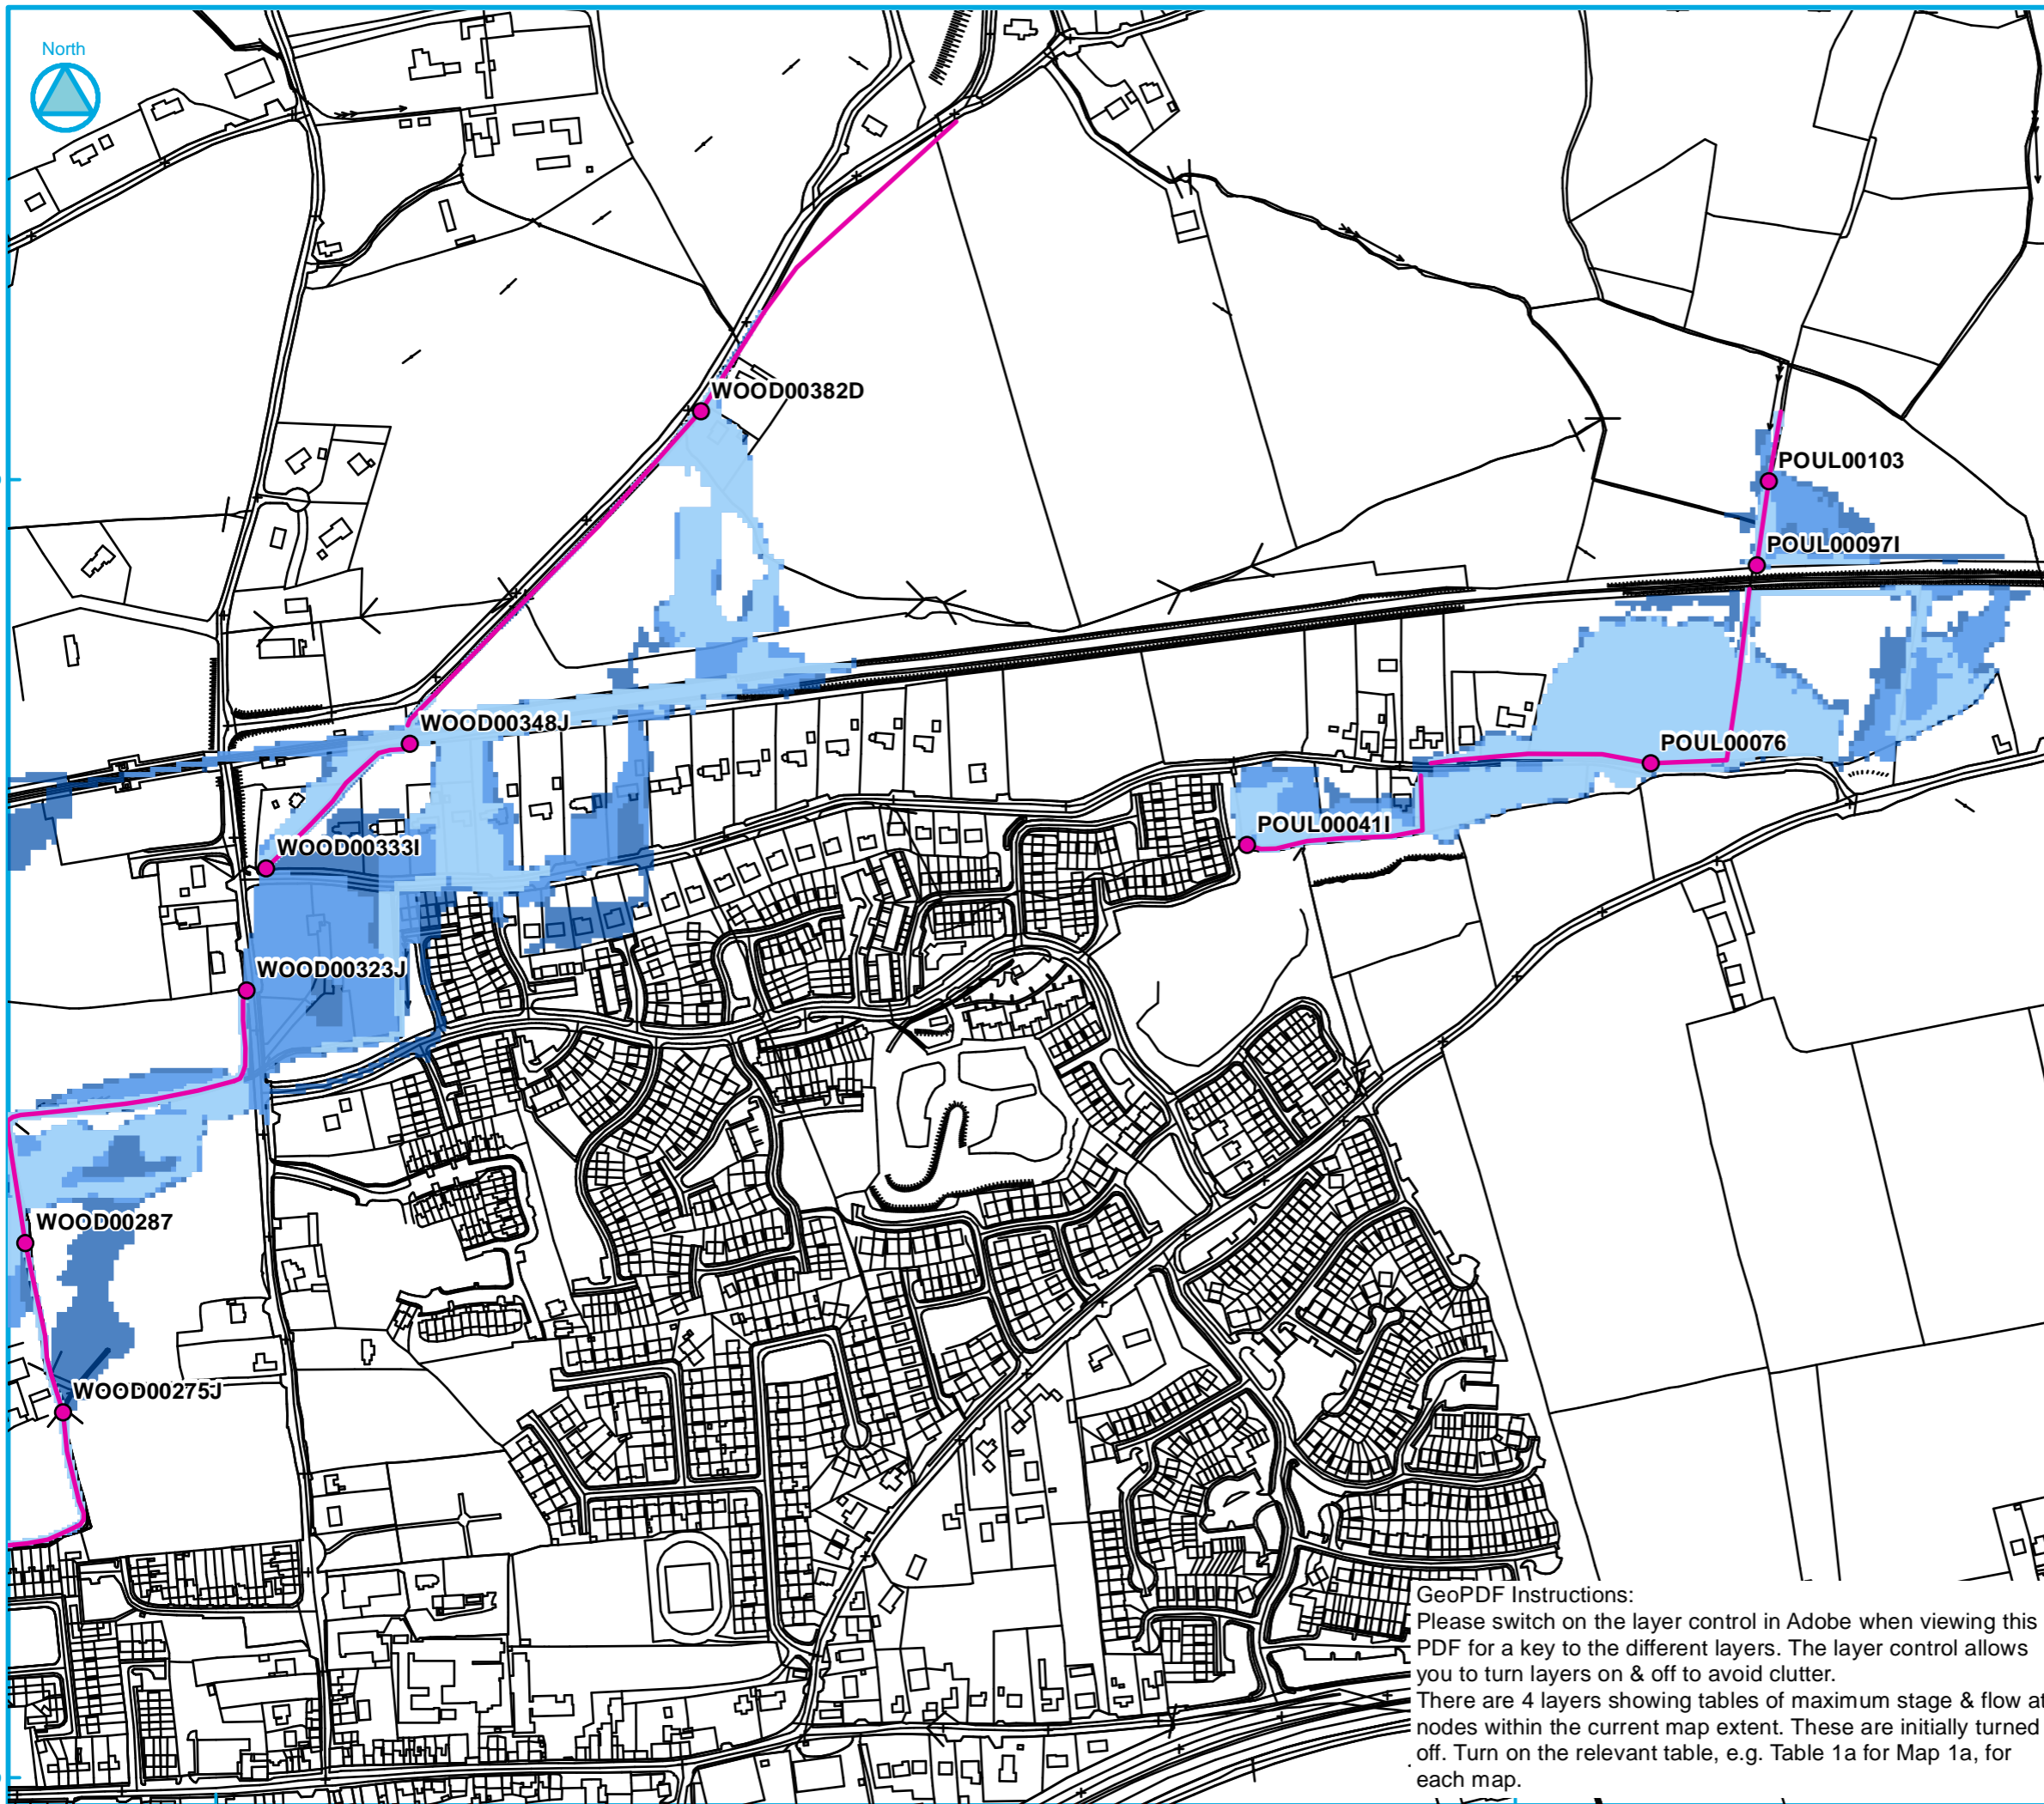 North
WOOD00382D
POUL00103
POUL00097I
WOOD00348J
POUL00076
POUL00041I
WOOD00333I
WOOD00323J
WOOD00287
WOOD00275J
GeoPDF Instructions:
Please switch on the layer control in Adobe when viewing this
PDF for a key to the different layers. The layer control allows
you to turn layers on & off to avoid clutter.
There are 4 layers showing tables of maximum stage & flow at
nodes within the current map extent. These are initially turned
off. Turn on the relevant table, e.g. Table 1a for Map 1a, for
each map.